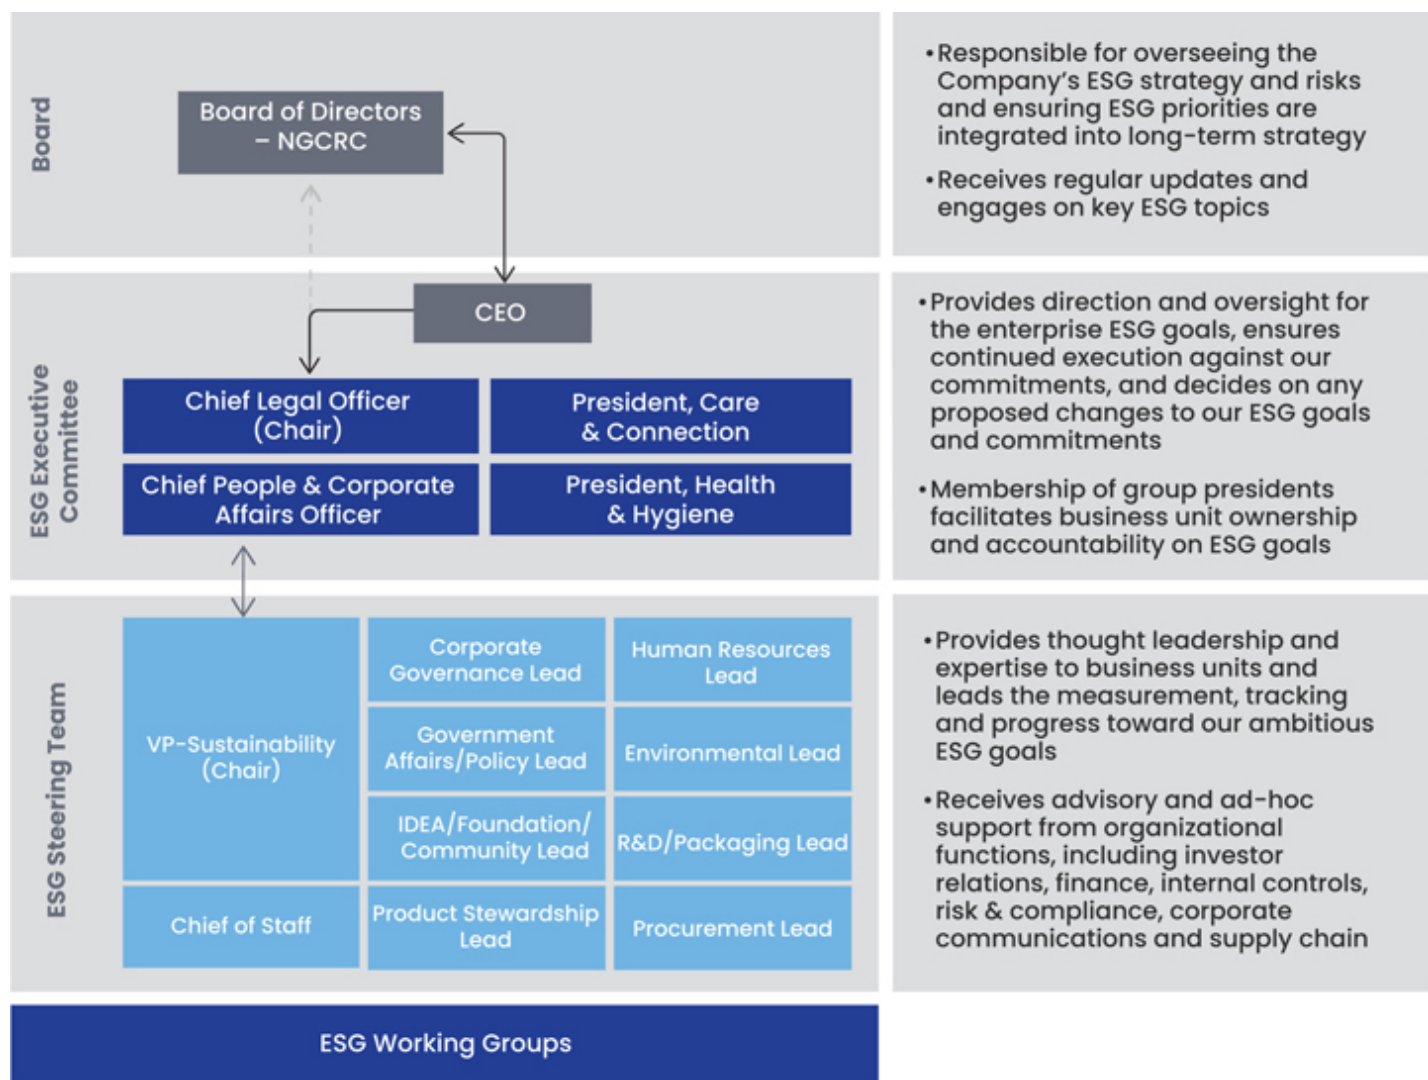 Board
Board of Directors
– NGCRC
•Responsible for overseeing the
Company’s ESG strategy and risks
and ensuring ESG priorities are
integrated into long-term strategy
•Receives regular updates and
engages on key ESG topics
ESG Executive
Committee
CEO
Chief Legal Officer
(Chair)
President, Care
& Connection
Chief People & Corporate
Affairs Officer
President, Health
& Hygiene
•Provides direction and oversight for
the enterprise ESG goals, ensures
continued execution against our
commitments, and decides on any
proposed changes to our ESG goals
and commitments
•Membership of group presidents
facilitates business unit ownership
and accountability on ESG goals
ESG Steering Team
VP-Sustainability
(Chair)
Chief of Staff
Corporate
Governance Lead
Government
Affairs/Policy Lead
IDEA/Foundation/
Community Lead
Product Stewardship
Lead
Human Resources
Lead
Environmental Lead
R&D/Packaging Lead
Procurement Lead
•Provides thought leadership and
expertise to business units and
leads the measurement, tracking
and progress toward our ambitious
ESG goals
•Receives advisory and ad-hoc
support from organizational
functions, including investor
relations, finance, internal controls,
risk & compliance, corporate
communications and supply chain
ESG Working Groups